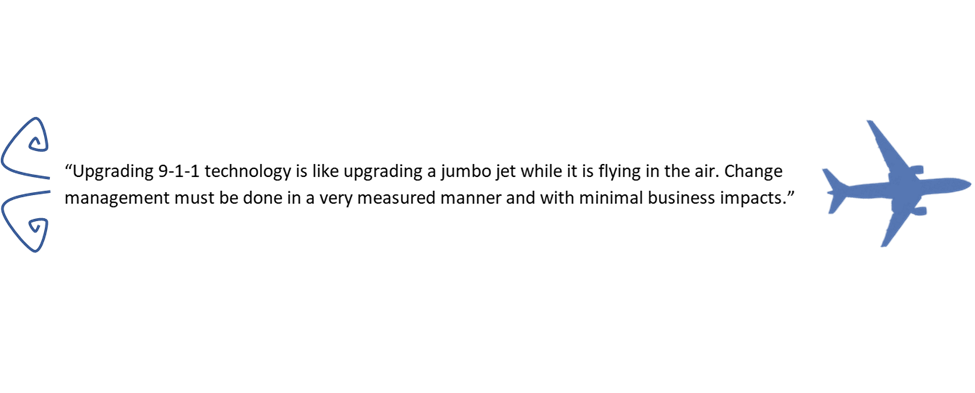 “Upgrading 9-1-1 technology is like upgrading a jumbo jet while it is flying in the air. Change
management must be done in a very measured manner and with minimal business impacts.”